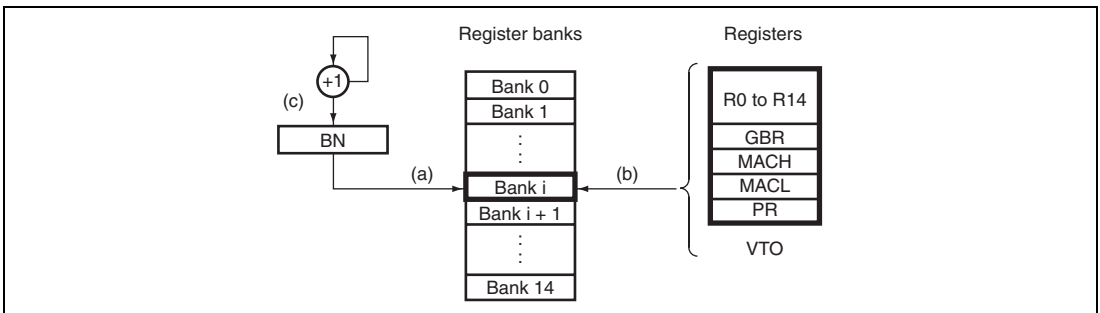 Register banks
Registers
+1
(c)
BN
(a)
Bank 0
Bank 1
⋮
Bank i
Bank i + 1
⋮
Bank 14
(b)
R0 to R14
GBR
MACH
MACL
PR
VTO